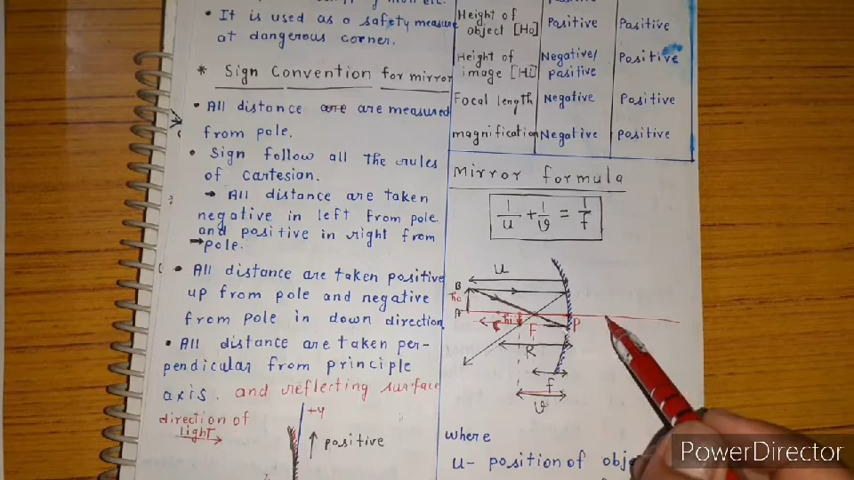 • It is used as a safety measure
at dangerous corner.
* Sign Convention for mirror
• All distance are are measured
from pole.
• Sign follow all the rules
of cartesian.
→ All distance are taken
negative in left from pole
and positive in right from
→ pole.
• All distance are taken positive
up from pole and negative
from pole in down direction
• All distance are taken per-
pendicular from principle
axis. and reflecting surface
direction of
light
+y
↑ positive
Height of object [Ho] Positive Positive
Height of image [Hi] Negative/positive Positive
Focal length Negative Positive
magnification Negative positive
Mirror formula
1/u + 1/v = 1/f
u
B
ho
A
hi
F
P
R
f
v
where
u- position of obje
PowerDirector